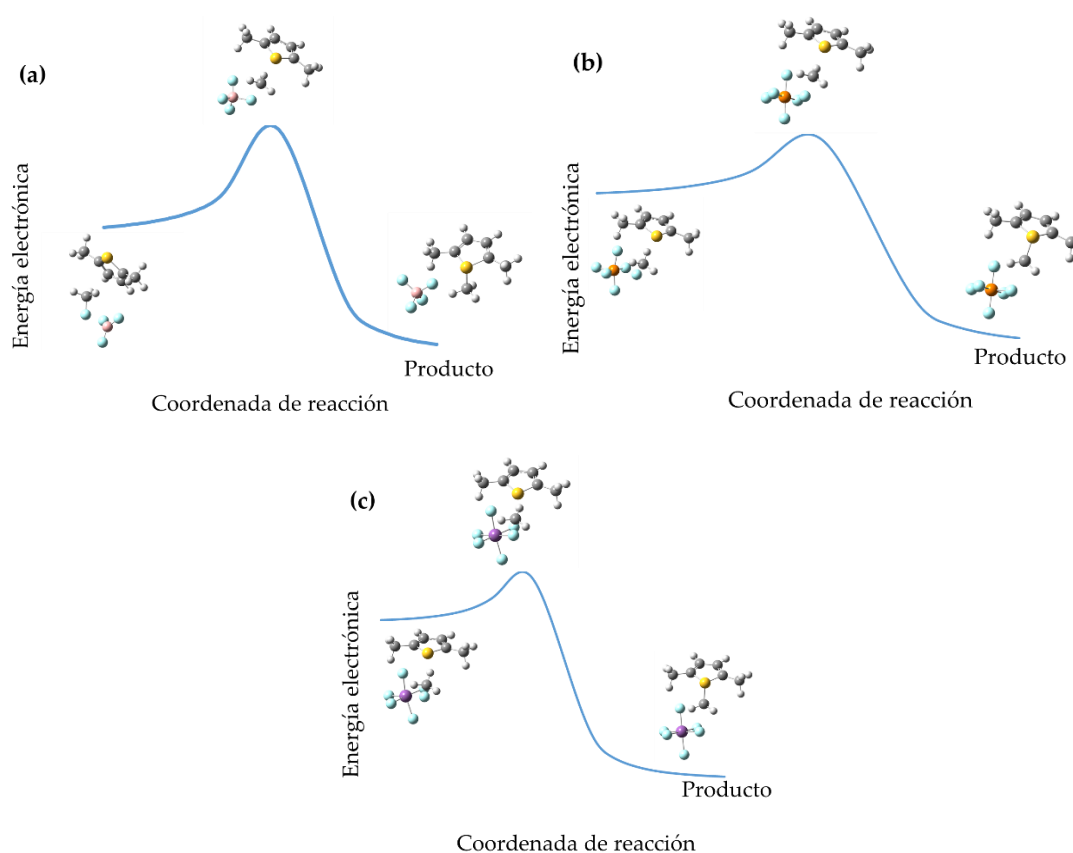 (a)
Energía electrónica
Producto
Coordenada de reacción
(b)
Energía electrónica
Producto
Coordenada de reacción
(c)
Energía electrónica
Producto
Coordenada de reacción